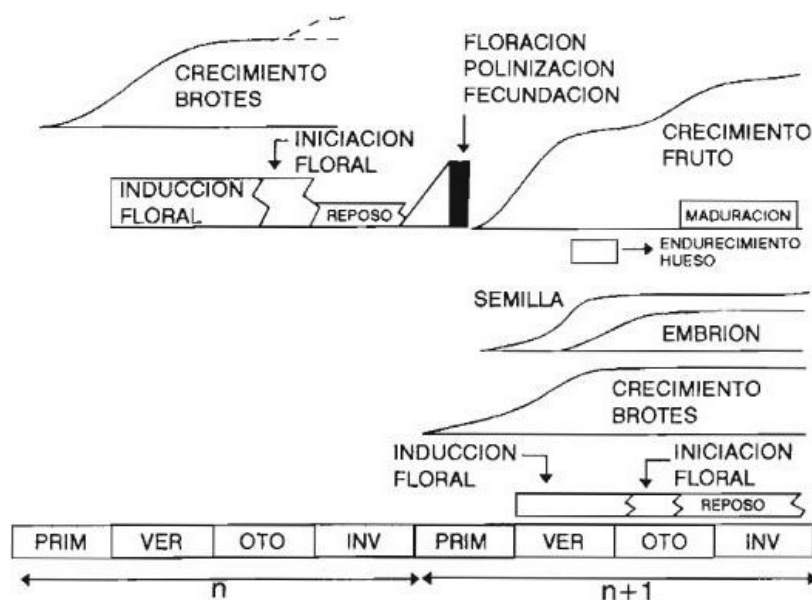 CRECIMIENTO
BROTES
FLORACION
POLINIZACION
FECUNDACION
CRECIMIENTO
FRUTO
INICIACION
FLORAL
INDUCCION
FLORAL
REPOSO
MADURACION
ENDURECIMIENTO
HUESO
SEMILLA
EMBRION
CRECIMIENTO
BROTES
INDUCCION
FLORAL
INICIACION
FLORAL
REPOSO
PRIM VER OTO INV PRIM VER OTO INV
n n+1